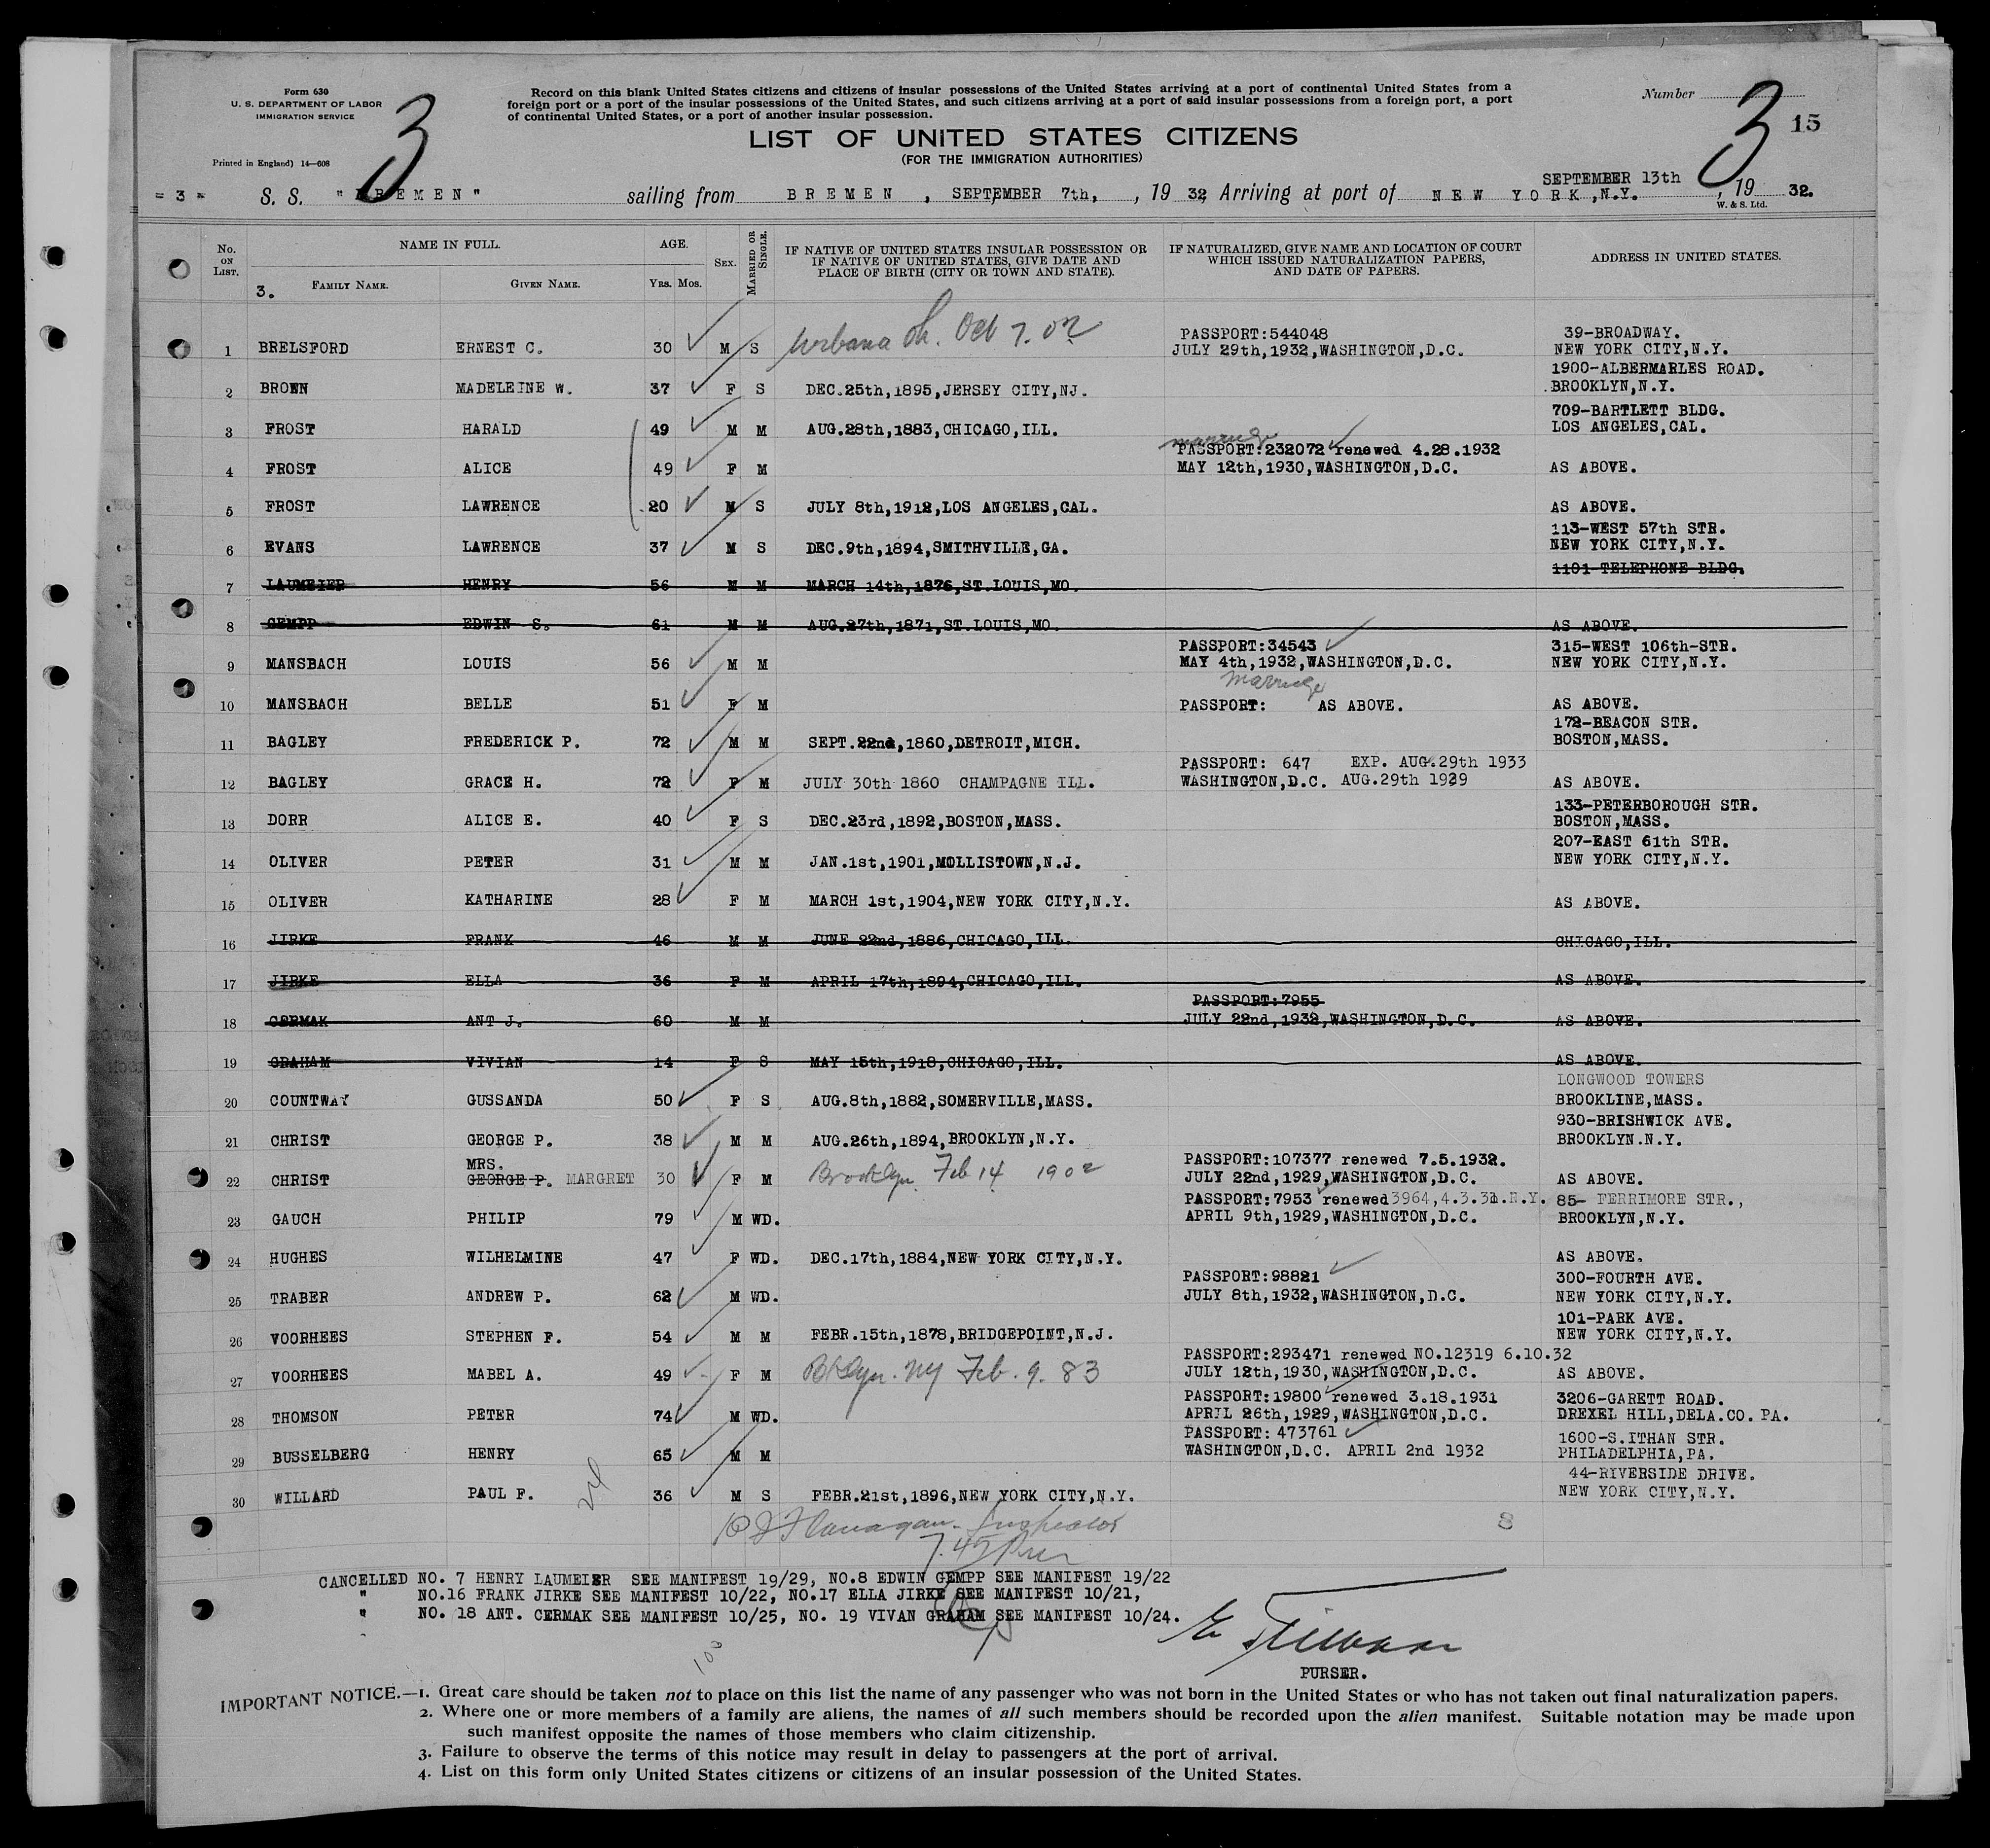 Form 630
U. S. DEPARTMENT OF LABOR
IMMIGRATION SERVICE
Printed in England) 14—608
3
Record on this blank United States citizens and citizens of insular possessions of the United States arriving at a port of continental United States from a
foreign port or a port of the insular possessions of the United States, and such citizens arriving at a port of said insular possessions from a foreign port, a port
of continental United States, or a port of another insular possession.
Number
3
15
LIST OF UNITED STATES CITIZENS
(FOR THE IMMIGRATION AUTHORITIES)
= 3 = S. S. "BREMEN" sailing from BREMEN, SEPTEMBER 7th, , 19 32 Arriving at port of NEW YORK,N.Y. SEPTEMBER 13th , 19 32.
W. & S. Ltd.
No. ON LIST. NAME IN FULL. AGE. SEX. MARRIED OR SINGLE. IF NATIVE OF UNITED STATES INSULAR POSSESSION OR IF NATIVE OF UNITED STATES, GIVE DATE AND PLACE OF BIRTH (CITY OR TOWN AND STATE). IF NATURALIZED, GIVE NAME AND LOCATION OF COURT WHICH ISSUED NATURALIZATION PAPERS, AND DATE OF PAPERS. ADDRESS IN UNITED STATES.
3. FAMILY NAME. GIVEN NAME. YRS. MOS.
PASSPORT:544048 39-BROADWAY.
1 BRELSFORD ERNEST C. 30 M S Urbana Oh. Oct 7. 02 JULY 29th,1932,WASHINGTON,D.C. NEW YORK CITY,N.Y.
1900-ALBERMARLES ROAD.
2 BROWN MADELEINE W. 37 F S DEC.25th,1895,JERSEY CITY,NJ. BROOKLYN,N.Y.
709-BARTLETT BLDG.
3 FROST HARALD 49 M M AUG.28th,1883,CHICAGO,ILL. LOS ANGELES,CAL.
marriage
PASSPORT:232072 renewed 4.28.1932
4 FROST ALICE 49 F M MAY 12th,1930,WASHINGTON,D.C. AS ABOVE.
5 FROST LAWRENCE 20 M S JULY 8th,1912,LOS ANGELES,CAL. AS ABOVE.
113-WEST 57th STR.
6 EVANS LAWRENCE 37 M S DEC.9th,1894,SMITHVILLE,GA. NEW YORK CITY,N.Y.
1101-TELEPHONE BLDG.
7 LAUMEIER HENRY 56 M M MARCH 14th,1876,ST.LOUIS,MO.
8 GEMPP EDWIN S. 61 M M AUG.27th,1871,ST.LOUIS,MO. AS ABOVE.
PASSPORT:34543 315-WEST 106th-STR.
9 MANSBACH LOUIS 56 M M MAY 4th,1932,WASHINGTON,D.C. NEW YORK CITY,N.Y.
marriage
10 MANSBACH BELLE 51 F M PASSPORT: AS ABOVE. AS ABOVE.
172-BEACON STR.
11 BAGLEY FREDERICK P. 72 M M SEPT.22nd,1860,DETROIT,MICH. BOSTON,MASS.
PASSPORT: 647 EXP. AUG.29th 1933
12 BAGLEY GRACE H. 72 F M JULY 30th 1860 CHAMPAGNE ILL. WASHINGTON,D.C. AUG.29th 1929 AS ABOVE.
133-PETERBOROUGH STR.
13 DORR ALICE E. 40 F S DEC.23rd,1892,BOSTON,MASS. BOSTON,MASS.
207-EAST 61th STR.
14 OLIVER PETER 31 M M JAN.1st,1901,MOLLISTOWN,N.J. NEW YORK CITY,N.Y.
15 OLIVER KATHARINE 28 F M MARCH 1st,1904,NEW YORK CITY,N.Y. AS ABOVE.
16 JIRKE FRANK 46 M M JUNE 22nd,1886,CHICAGO,ILL. CHICAGO,ILL.
17 JIRKE ELLA 36 F M APRIL 17th,1894,CHICAGO,ILL. AS ABOVE.
PASSPORT:7955
18 CERMAK ANT J. 60 M M JULY 22nd,1932,WASHINGTON,D.C. AS ABOVE.
19 GRAHAM VIVIAN 14 F S MAY 15th,1918,CHICAGO,ILL. AS ABOVE.
LONGWOOD TOWERS
20 COUNTWAY GUSSANDA 50 F S AUG.8th,1882,SOMERVILLE,MASS. BROOKLINE,MASS.
930-BRISHWICK AVE.
21 CHRIST GEORGE P. 38 M M AUG.26th,1894,BROOKLYN,N.Y. BROOKLYN.N.Y.
MRS. PASSPORT:107377 renewed 7.5.1932.
22 CHRIST GEORGE P. MARGRET 30 F M Brooklyn Feb 14 1902 JULY 22nd,1929,WASHINGTON,D.C. AS ABOVE.
PASSPORT:7953 renewed 3964,4.3.31.N.Y. 85- FERRIMORE STR.,
23 GAUCH PHILIP 79 M WD. APRIL 9th,1929,WASHINGTON,D.C. BROOKLYN,N.Y.
24 HUGHES WILHELMINE 47 F WD. DEC.17th,1884,NEW YORK CITY,N.Y. AS ABOVE.
PASSPORT:98821 300-FOURTH AVE.
25 TRABER ANDREW P. 62 M WD. JULY 8th,1932,WASHINGTON,D.C. NEW YORK CITY,N.Y.
101-PARK AVE.
26 VOORHEES STEPHEN F. 54 M M FEBR.15th,1878,BRIDGEPOINT,N.J. NEW YORK CITY,N.Y.
PASSPORT:293471 renewed NO.12319 6.10.32
27 VOORHEES MABEL A. 49 F M Bklyn. NY Feb. 9. 83 JULY 12th,1930,WASHINGTON,D.C. AS ABOVE.
PASSPORT:19800 renewed 3.18.1931 3206-GARETT ROAD.
28 THOMSON PETER 74 M WD. APRIL 26th,1929,WASHINGTON,D.C. DREXEL HILL,DELA.CO. PA.
PASSPORT: 473761 1600-S.ITHAN STR.
29 BUSSELBERG HENRY 65 M M WASHINGTON,D.C. APRIL 2nd 1932 PHILADELPHIA,PA.
44-RIVERSIDE DRIVE.
30 WILLARD PAUL F. 36 M S FEBR.21st,1896,NEW YORK CITY,N.Y. NEW YORK CITY,N.Y.
24
Flanagan. Inspector 8
7.45 Pm
CANCELLED NO. 7 HENRY LAUMEIER SEE MANIFEST 19/29, NO.8 EDWIN GEMPP SEE MANIFEST 19/22
" NO.16 FRANK JIRKE SEE MANIFEST 10/22, NO.17 ELLA JIRKE SEE MANIFEST 10/21,
" NO. 18 ANT. CERMAK SEE MANIFEST 10/25, NO. 19 VIVAN GRAHAM SEE MANIFEST 10/24.
100
PURSER.
IMPORTANT NOTICE.—1. Great care should be taken not to place on this list the name of any passenger who was not born in the United States or who has not taken out final naturalization papers.
2. Where one or more members of a family are aliens, the names of all such members should be recorded upon the alien manifest. Suitable notation may be made upon
such manifest opposite the names of those members who claim citizenship.
3. Failure to observe the terms of this notice may result in delay to passengers at the port of arrival.
4. List on this form only United States citizens or citizens of an insular possession of the United States.